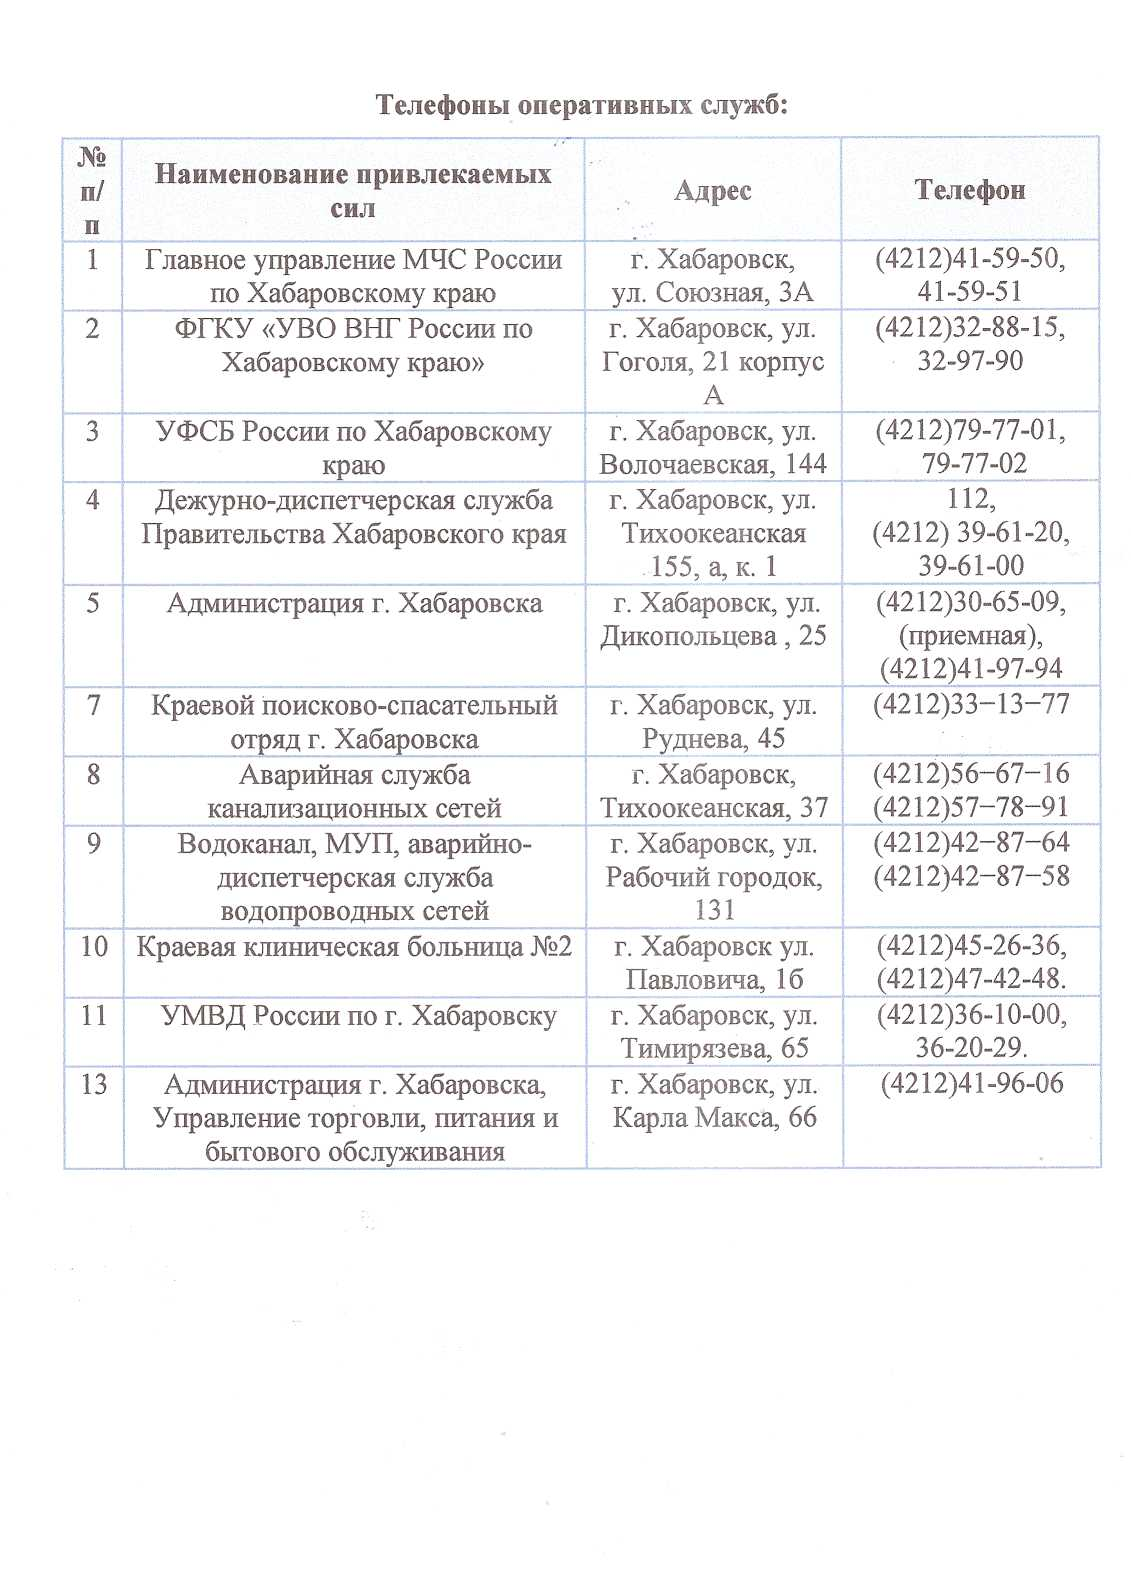 Телефоны оперативных служб:
№
п/
п
Наименование привлекаемых
сил
Адрес
Телефон
1
Главное управление МЧС России
по Хабаровскому краю
г. Хабаровск,
ул. Союзная, 3А
(4212)41-59-50,
41-59-51
2
ФГКУ «УВО ВНГ России по
Хабаровскому краю»
г. Хабаровск, ул.
Гоголя, 21 корпус
А
(4212)32-88-15,
32-97-90
3
УФСБ России по Хабаровскому
краю
г. Хабаровск, ул.
Волочаевская, 144
(4212)79-77-01,
79-77-02
4
Дежурно-диспетчерская служба
Правительства Хабаровского края
г. Хабаровск, ул.
Тихоокеанская
155, а, к. 1
112,
(4212) 39-61-20,
39-61-00
5
Администрация г. Хабаровска
г. Хабаровск, ул.
Дикопольцева , 25
(4212)30-65-09,
(приемная),
(4212)41-97-94
7
Краевой поисково-спасательный
отряд г. Хабаровска
г. Хабаровск, ул.
Руднева, 45
(4212)33−13−77
8
Аварийная служба
канализационных сетей
г. Хабаровск,
Тихоокеанская, 37
(4212)56−67−16
(4212)57−78−91
9
Водоканал, МУП, аварийно-
диспетчерская служба
водопроводных сетей
г. Хабаровск, ул.
Рабочий городок,
131
(4212)42−87−64
(4212)42−87−58
10
Краевая клиническая больница №2
г. Хабаровск ул.
Павловича, 1б
(4212)45-26-36,
(4212)47-42-48.
11
УМВД России по г. Хабаровску
г. Хабаровск, ул.
Тимирязева, 65
(4212)36-10-00,
36-20-29.
13
Администрация г. Хабаровска,
Управление торговли, питания и
бытового обслуживания
г. Хабаровск, ул.
Карла Макса, 66
(4212)41-96-06